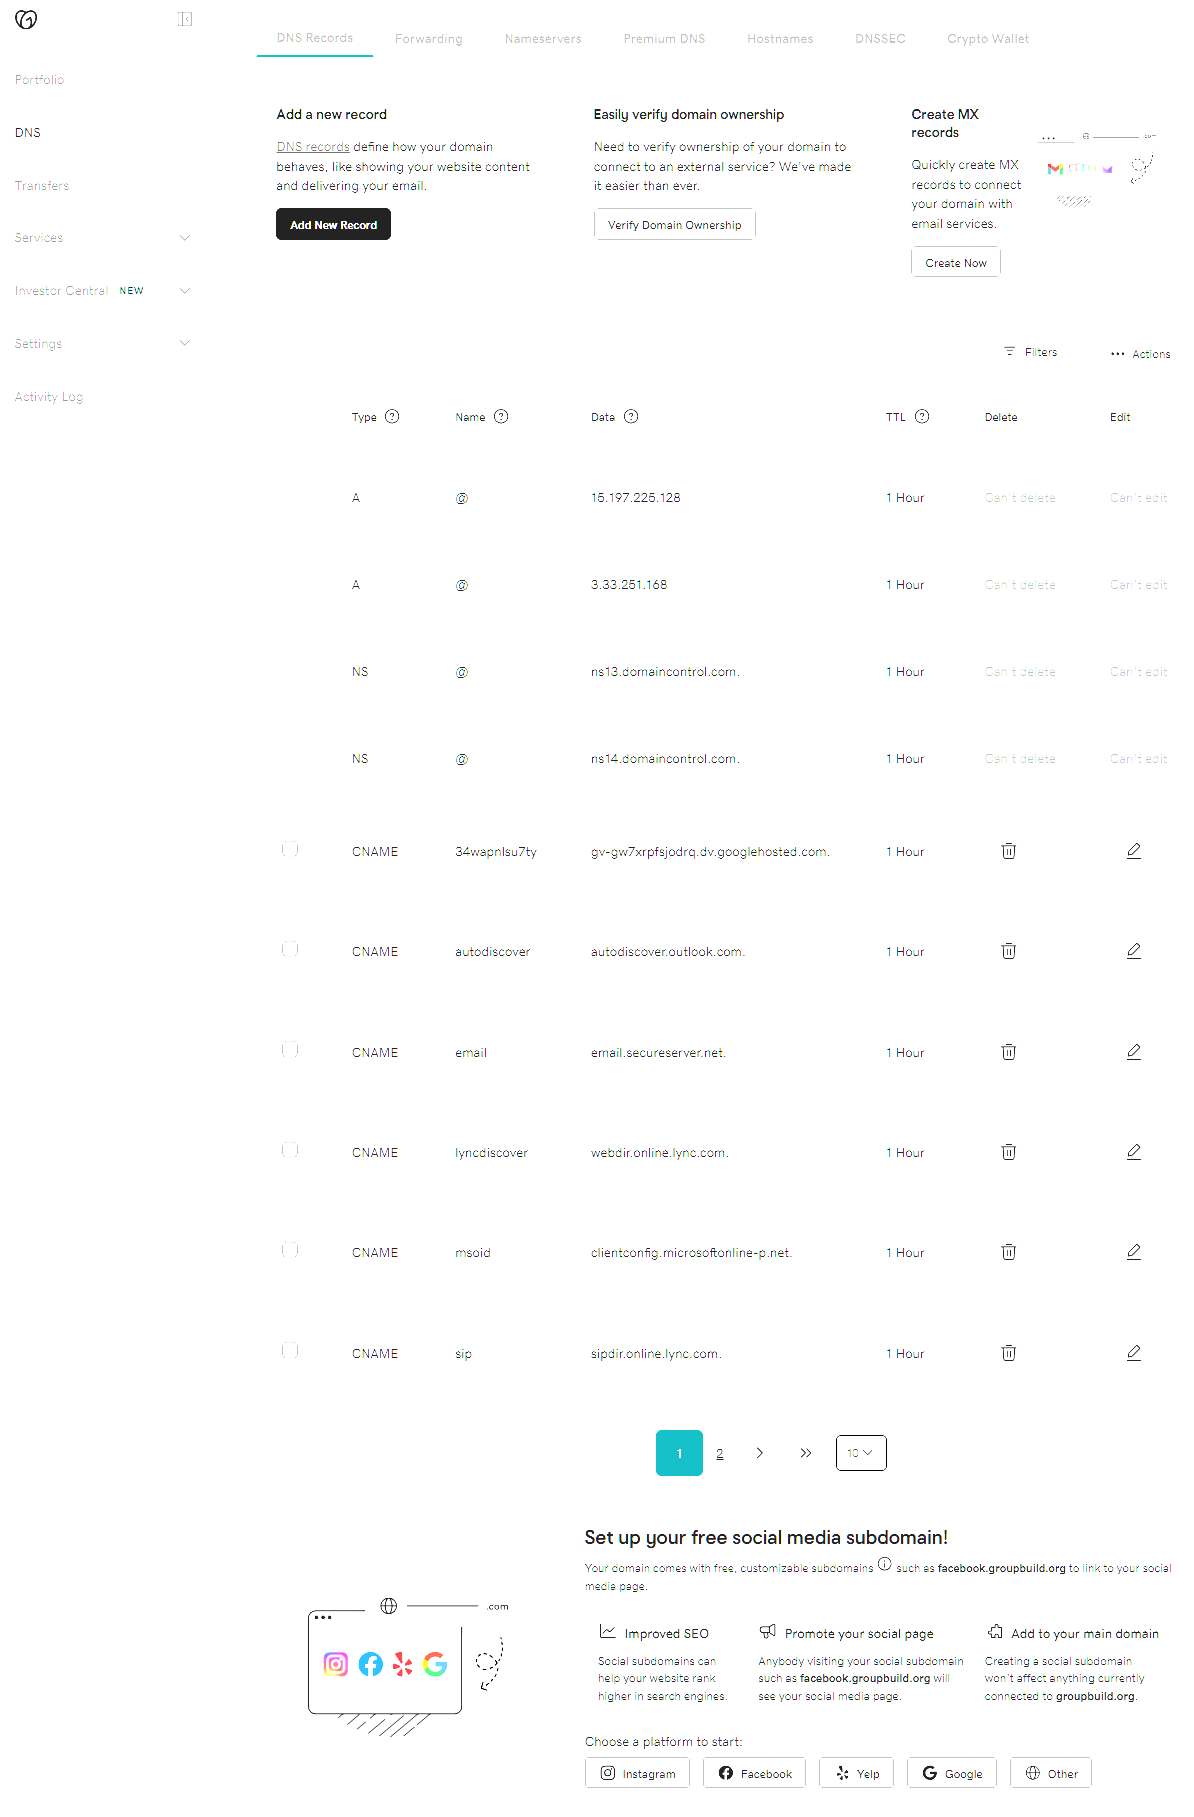 DNS Records Forwarding Nameservers Premium DNS Hostnames DNSSEC Crypto Wallet
Portfolio
DNS
Transfers
Services
Investor Central NEW
Settings
Activity Log
Add a new record
DNS records define how your domain
behaves, like showing your website content
and delivering your email.
Add New Record
Easily verify domain ownership
Need to verify ownership of your domain to
connect to an external service? We've made
it easier than ever.
Verify Domain Ownership
Create MX
records
Quickly create MX
records to connect
your domain with
email services.
Create Now
.com
Filters
Actions
Type Name Data TTL Delete Edit
A @ 15.197.225.128 1 Hour Can't delete Can't edit
A @ 3.33.251.168 1 Hour Can't delete Can't edit
NS @ ns13.domaincontrol.com. 1 Hour Can't delete Can't edit
NS @ ns14.domaincontrol.com. 1 Hour Can't delete Can't edit
CNAME 34wapnlsu7ty gv-gw7xrpfsjodrq.dv.googlehosted.com. 1 Hour
CNAME autodiscover autodiscover.outlook.com. 1 Hour
CNAME email email.secureserver.net. 1 Hour
CNAME lyncdiscover webdir.online.lync.com. 1 Hour
CNAME msoid clientconfig.microsoftonline-p.net. 1 Hour
CNAME sip sipdir.online.lync.com. 1 Hour
1 2 10
Set up your free social media subdomain!
Your domain comes with free, customizable subdomains such as facebook.groupbuild.org to link to your social
media page.
.com
Improved SEO
Social subdomains can
help your website rank
higher in search engines.
Promote your social page
Anybody visiting your social subdomain
such as facebook.groupbuild.org will
see your social media page.
Add to your main domain
Creating a social subdomain
won't affect anything currently
connected to groupbuild.org.
Choose a platform to start:
Instagram Facebook Yelp Google Other